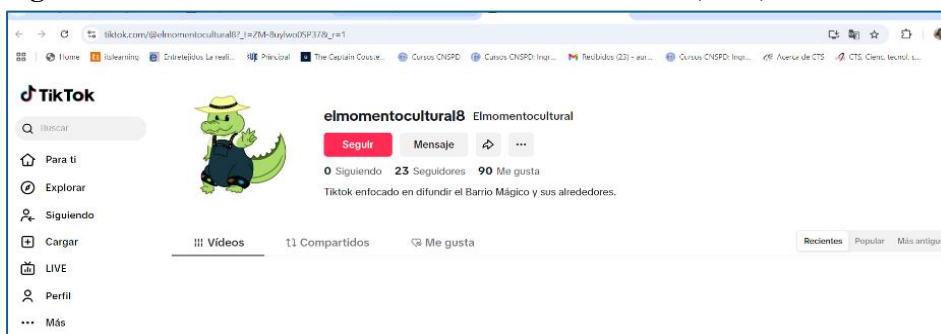 tiktok.com/@elmomentocultural8?_t=ZM-8uylwo0SP37&_r=1
Home Italearning Entretejidos La reali... Principal The Captain Couste... Cursos CNSPD Cursos CNSPD: Ingr... Recibidos (23) - aur... Cursos CNSPD: Ingr... Acerca de CTS CTS, Cienc, tecnol, s...
TikTok
Buscar
Para ti
Explorar
Siguiendo
Cargar
LIVE
Perfil
Más
elmomentocultural8 Elmomentocultural
Seguir Mensaje
0 Siguiendo 23 Seguidores 90 Me gusta
Tiktok enfocado en difundir el Barrio Mágico y sus alrededores.
Vídeos Compartidos Me gusta
Recientes Popular Más antigu